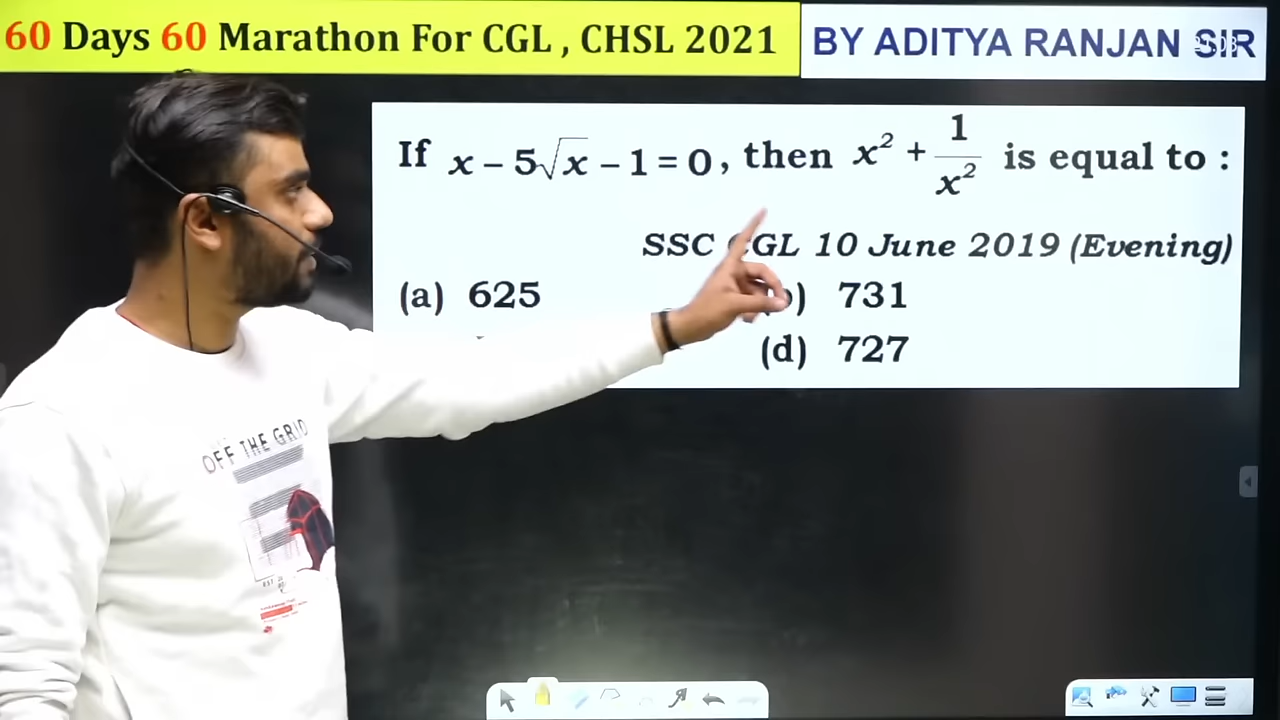 60 Days 60 Marathon For CGL , CHSL 2021
BY ADITYA RANJAN SIR
If x − 5√x − 1 = 0, then x² + 1/x² is equal to :
SSC CGL 10 June 2019 (Evening)
(a) 625
731
(d) 727
OFF THE GRID